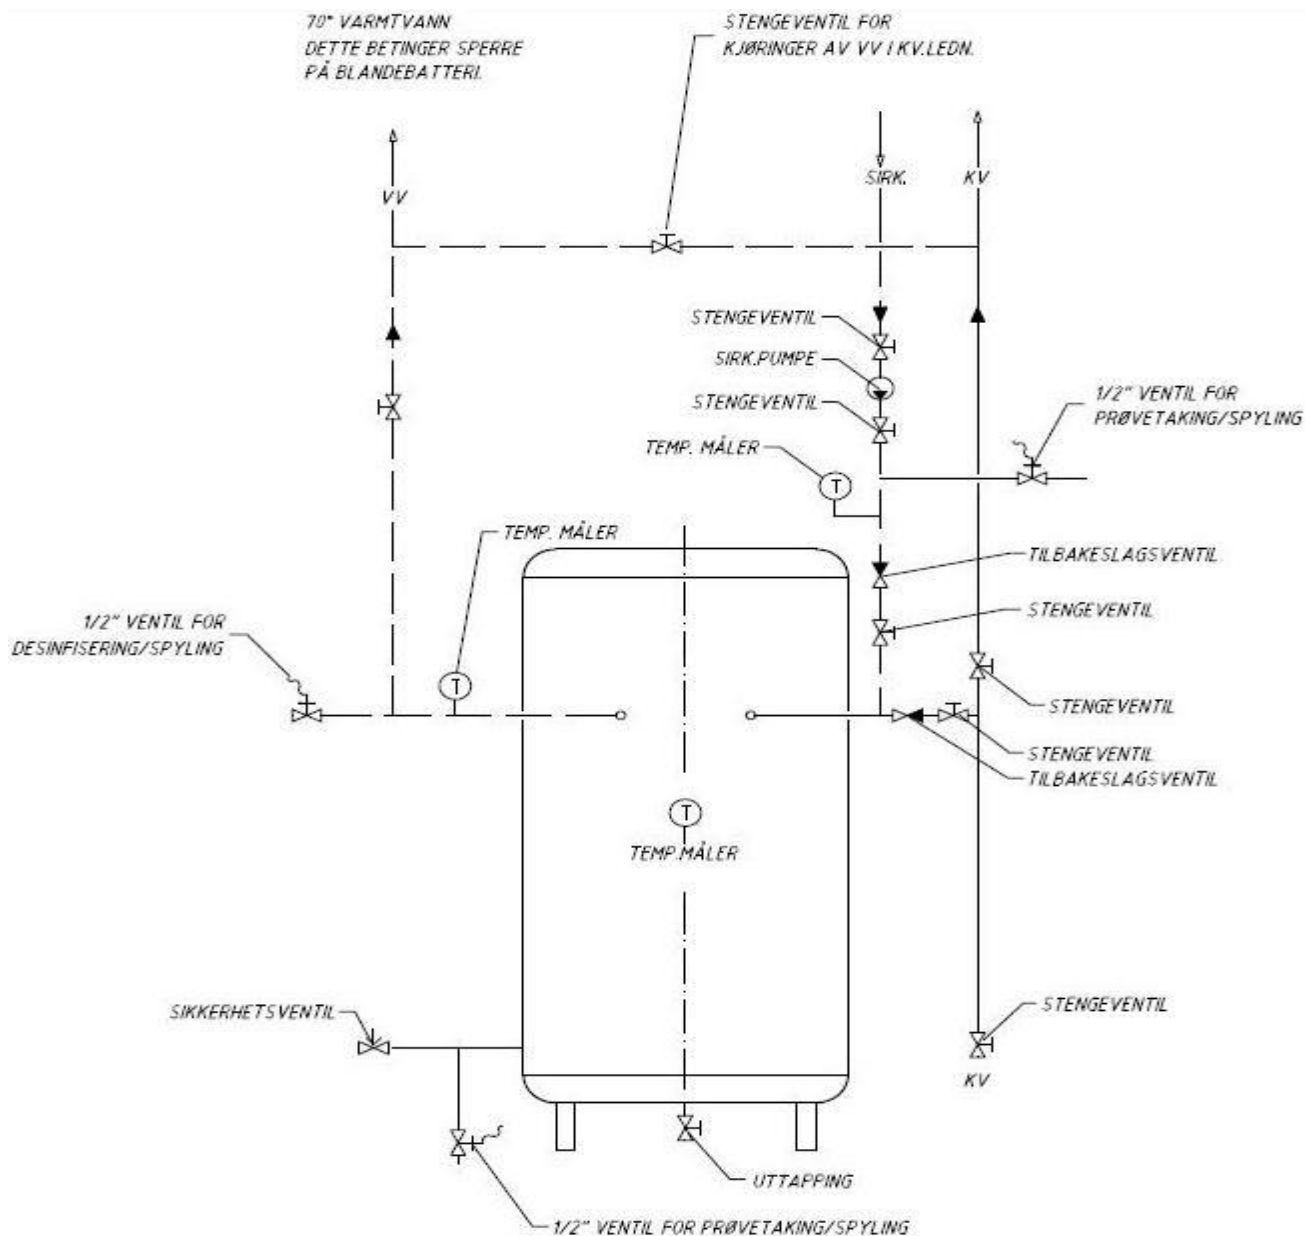 70° VARMTVANN
DETTE BETINGER SPERRE
PÅ BLANDEBATTERI.
STENGEVENTIL FOR
KJØRINGER AV VV I KV.LEDN.
VV
SIRK.
KV
STENGEVENTIL
SIRK.PUMPE
STENGEVENTIL
1/2" VENTIL FOR
PRØVETAKING/SPYLING
TEMP. MÅLER
T
TEMP. MÅLER
TILBAKESLAGSVENTIL
STENGEVENTIL
1/2" VENTIL FOR
DESINFISERING/SPYLING
T
STENGEVENTIL
STENGEVENTIL
TILBAKESLAGSVENTIL
T
TEMP.MÅLER
SIKKERHETSVENTIL
STENGEVENTIL
KV
UTTAPPING
1/2" VENTIL FOR PRØVETAKING/SPYLING